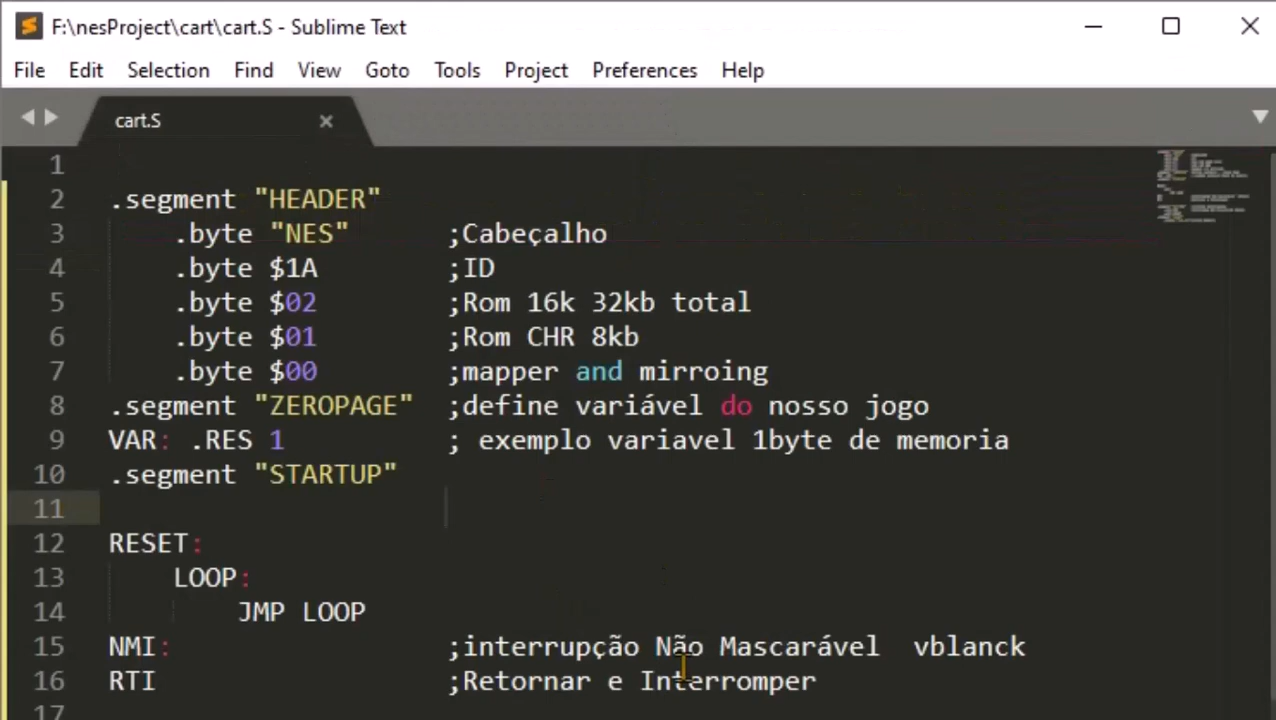 F:\nesProject\cart\cart.S - Sublime Text
File Edit Selection Find View Goto Tools Project Preferences Help
cart.S
1
2 .segment "HEADER"
3 .byte "NES" ;Cabeçalho
4 .byte $1A ;ID
5 .byte $02 ;Rom 16k 32kb total
6 .byte $01 ;Rom CHR 8kb
7 .byte $00 ;mapper and mirroing
8 .segment "ZEROPAGE" ;define variável do nosso jogo
9 VAR: .RES 1 ; exemplo variavel 1byte de memoria
10 .segment "STARTUP"
11
12 RESET:
13 LOOP:
14 JMP LOOP
15 NMI: ;interrupção Não Mascarável vblanck
16 RTI ;Retornar e Interromper
17